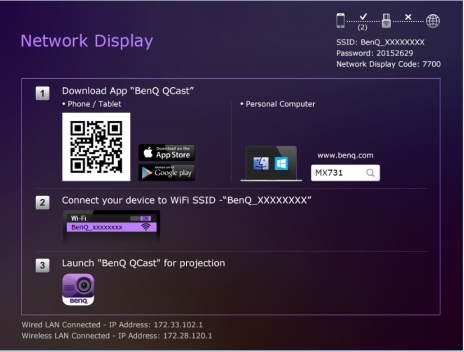 Network Display
(2)
SSID: BenQ_XXXXXXXX
Password: 20152629
Network Display Code: 7700
1 Download App "BenQ QCast"
• Phone / Tablet
Download on the
App Store
Google play
• Personal Computer
www.benq.com
MX731
2 Connect your device to WiFi SSID -"BenQ_XXXXXXXX"
Wi-Fi ON
BenQ_xxxxxxxx
3 Launch "BenQ QCast" for projection
BenQ
Wired LAN Connected - IP Address: 172.33.102.1
Wireless LAN Connected - IP Address: 172.28.120.1